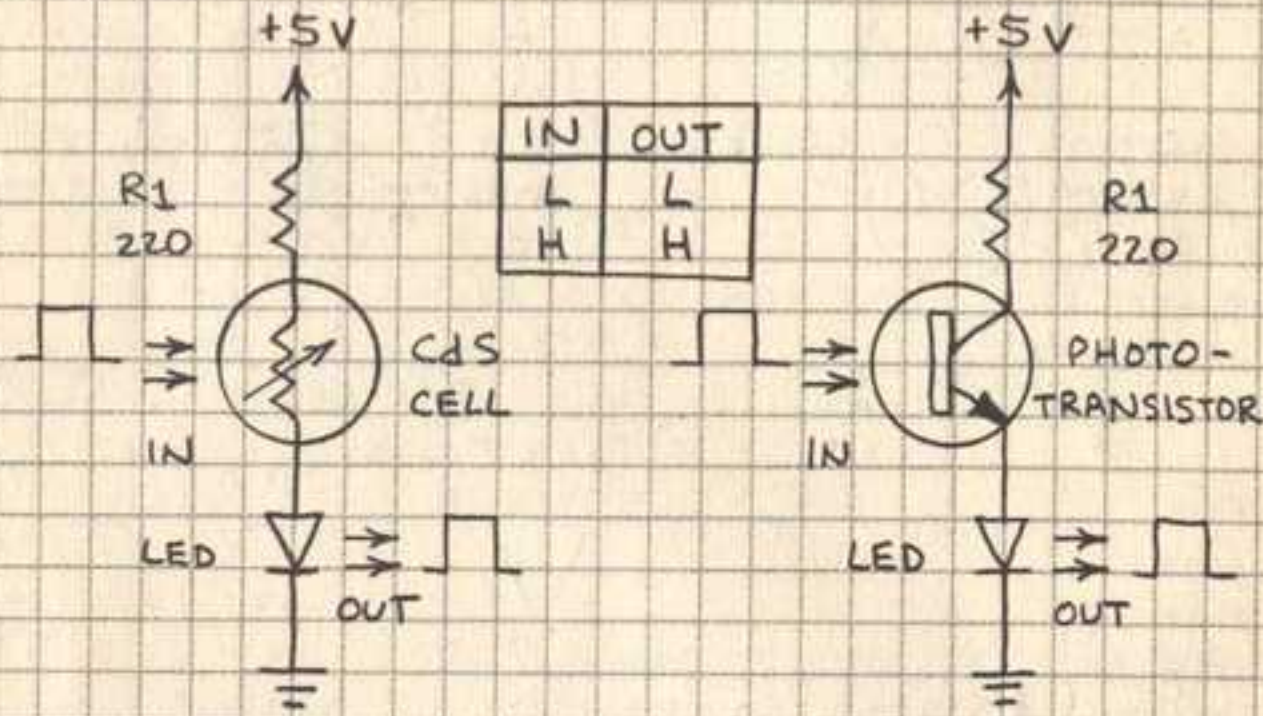 +5V
R1
220
CdS
CELL
IN
LED
OUT
IN OUT
L L
H H
+5V
R1
220
PHOTO-
TRANSISTOR
IN
LED
OUT